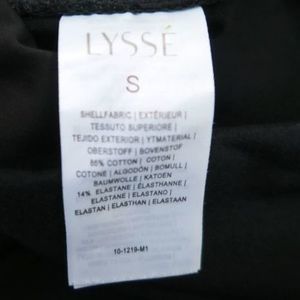 LYSSÉ
S
SHELLFABRIC | EXTÉRIEUR |
TESSUTO SUPERIORE |
TEJIDO EXTERIOR | YTMATERIAL |
OBERSTOFF | BOVENSTOF
86% COTTON | COTON |
COTONE | ALGODÓN | BOMULL |
BAUMWOLLE | KATOEN
14% ELASTANE | ÉLASTHANNE |
ELASTANE | ELASTANO |
ELASTAN | ELASTHAN | ELASTAAN
10-1219-M1